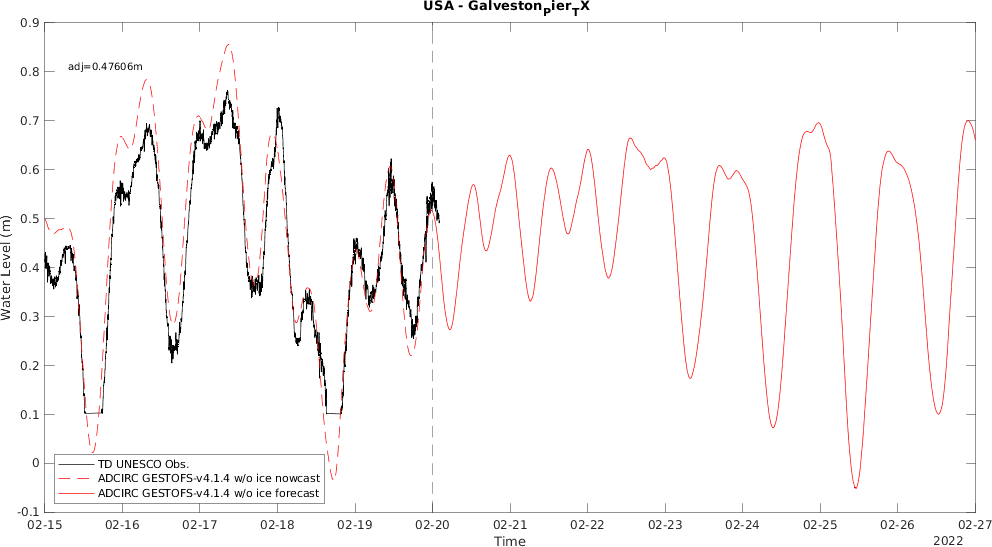 USA - GalvestonPierTX
0.9
0.8
0.7
0.6
0.5
0.4
0.3
0.2
0.1
0
-0.1
Water Level (m)
adj=0.47606m
TD UNESCO Obs.
ADCIRC GESTOFS-v4.1.4 w/o ice nowcast
ADCIRC GESTOFS-v4.1.4 w/o ice forecast
02-15 02-16 02-17 02-18 02-19 02-20 02-21 02-22 02-23 02-24 02-25 02-26 02-27
Time
2022